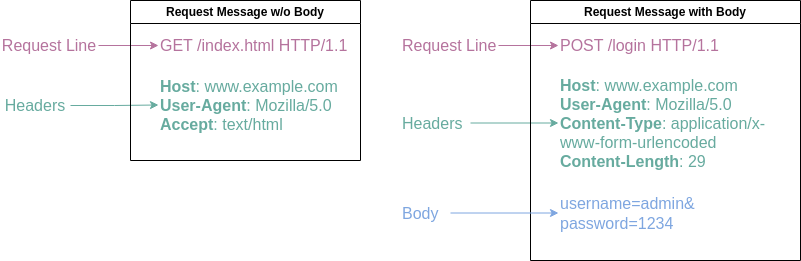 Request Message w/o Body
Request Line
GET /index.html HTTP/1.1
Headers
Host: www.example.com
User-Agent: Mozilla/5.0
Accept: text/html
Request Message with Body
Request Line
POST /login HTTP/1.1
Headers
Host: www.example.com
User-Agent: Mozilla/5.0
Content-Type: application/x-
www-form-urlencoded
Content-Length: 29
Body
username=admin&
password=1234